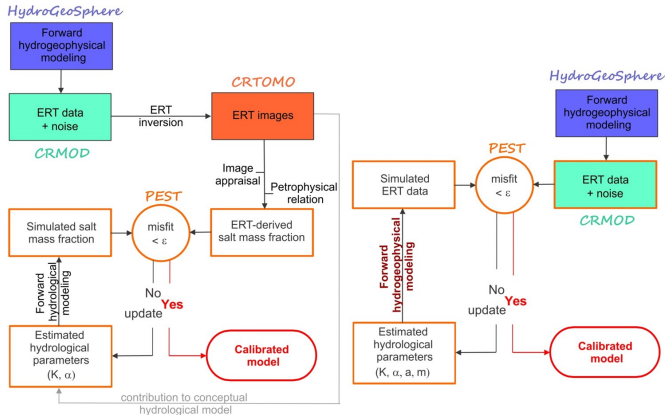 HydroGeoSphere
Forward
hydrogeophysical
modeling
ERT data
+ noise
CRMOD
ERT
inversion
CRTOMO
ERT images
Image
appraisal
Petrophysical
relation
PEST
Simulated salt
mass fraction
misfit
< ε
ERT-derived
salt mass fraction
Forward
hydrological
modeling
No
update
Yes
Estimated
hydrological
parameters
(K, α)
Calibrated
model
contribution to conceptual
hydrological model
HydroGeoSphere
Forward
hydrogeophysical
modeling
PEST
Simulated
ERT data
misfit
< ε
ERT data
+ noise
CRMOD
Forward
hydrogeophysical
modeling
No
update
Yes
Estimated
hydrological
parameters
(K, α, a, m)
Calibrated
model